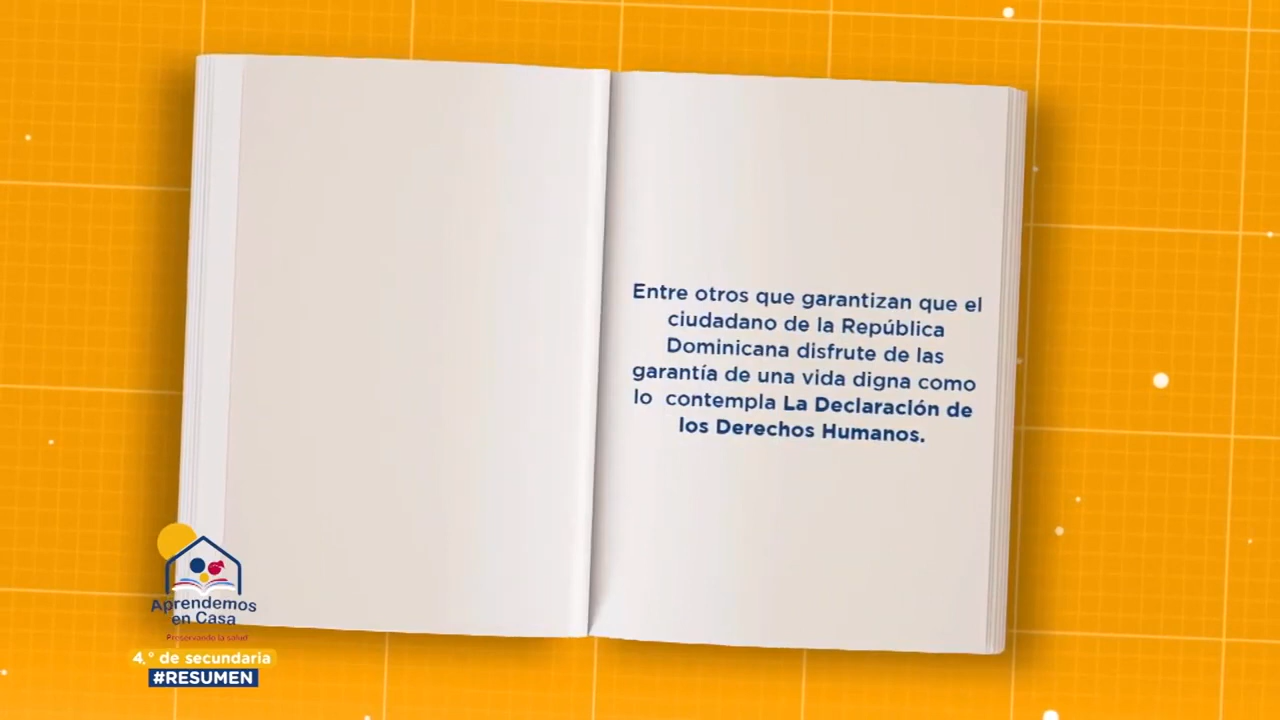 Entre otros que garantizan que el
ciudadano de la República
Dominicana disfrute de las
garantía de una vida digna como
lo contempla La Declaración de
los Derechos Humanos.
Aprendemos
en Casa
Preservando la salud
4.° de secundaria
#RESUMEN